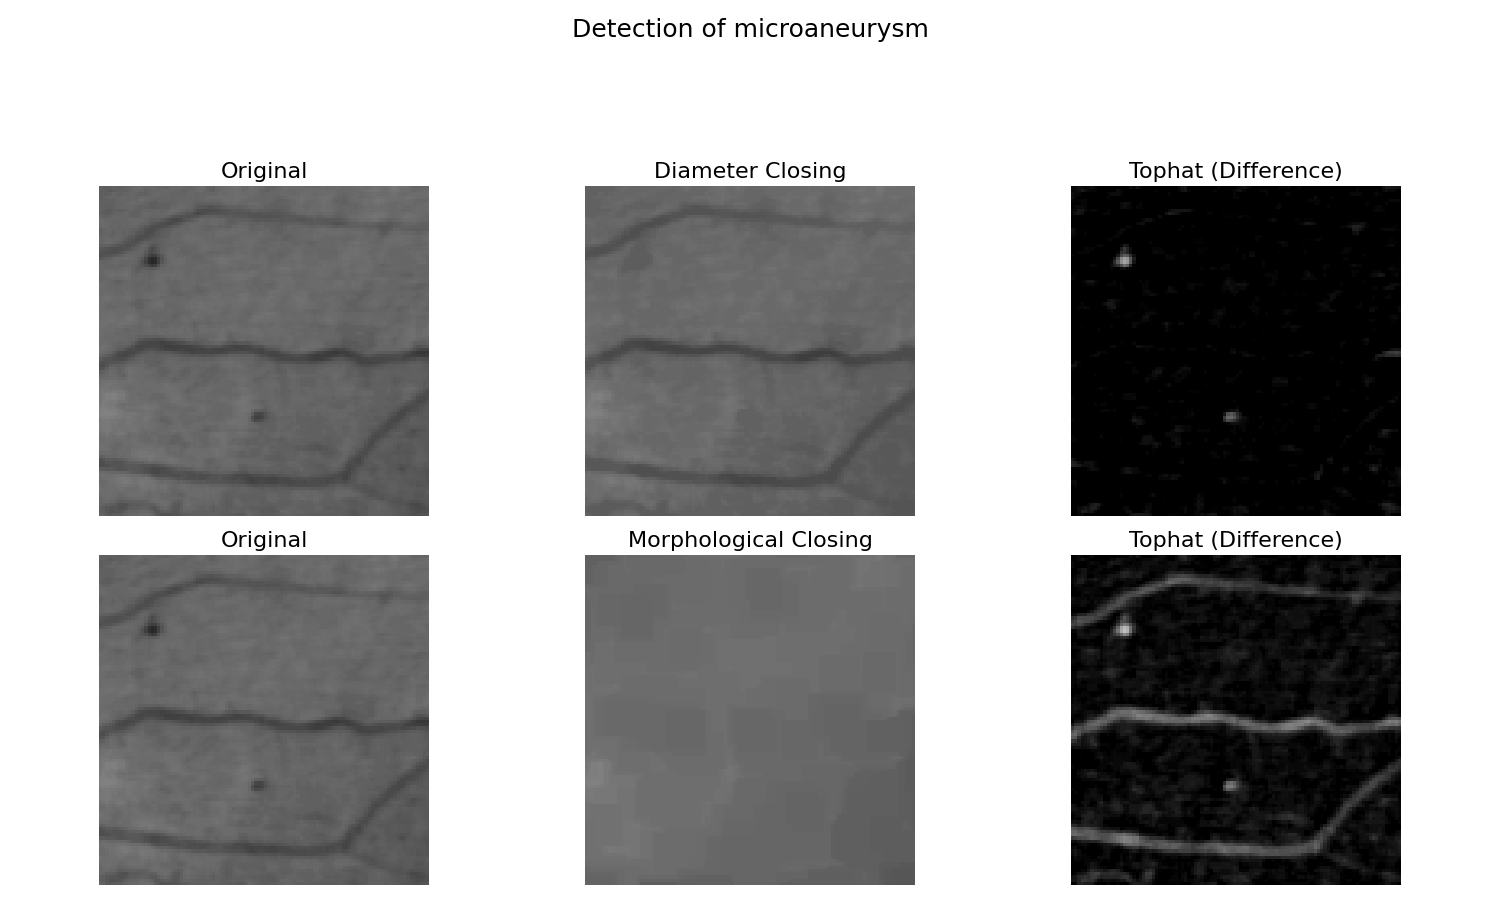 Detection of microaneurysm
Original
Diameter Closing
Tophat (Difference)
Original
Morphological Closing
Tophat (Difference)